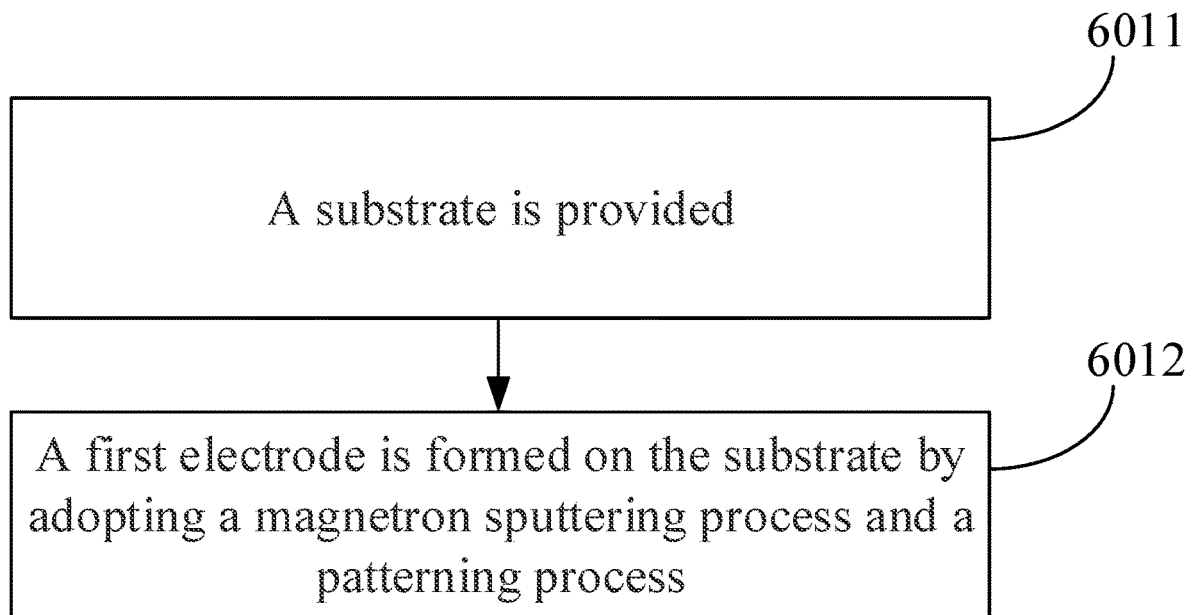 6011
A substrate is provided
6012
A first electrode is formed on the substrate by
adopting a magnetron sputtering process and a
patterning process